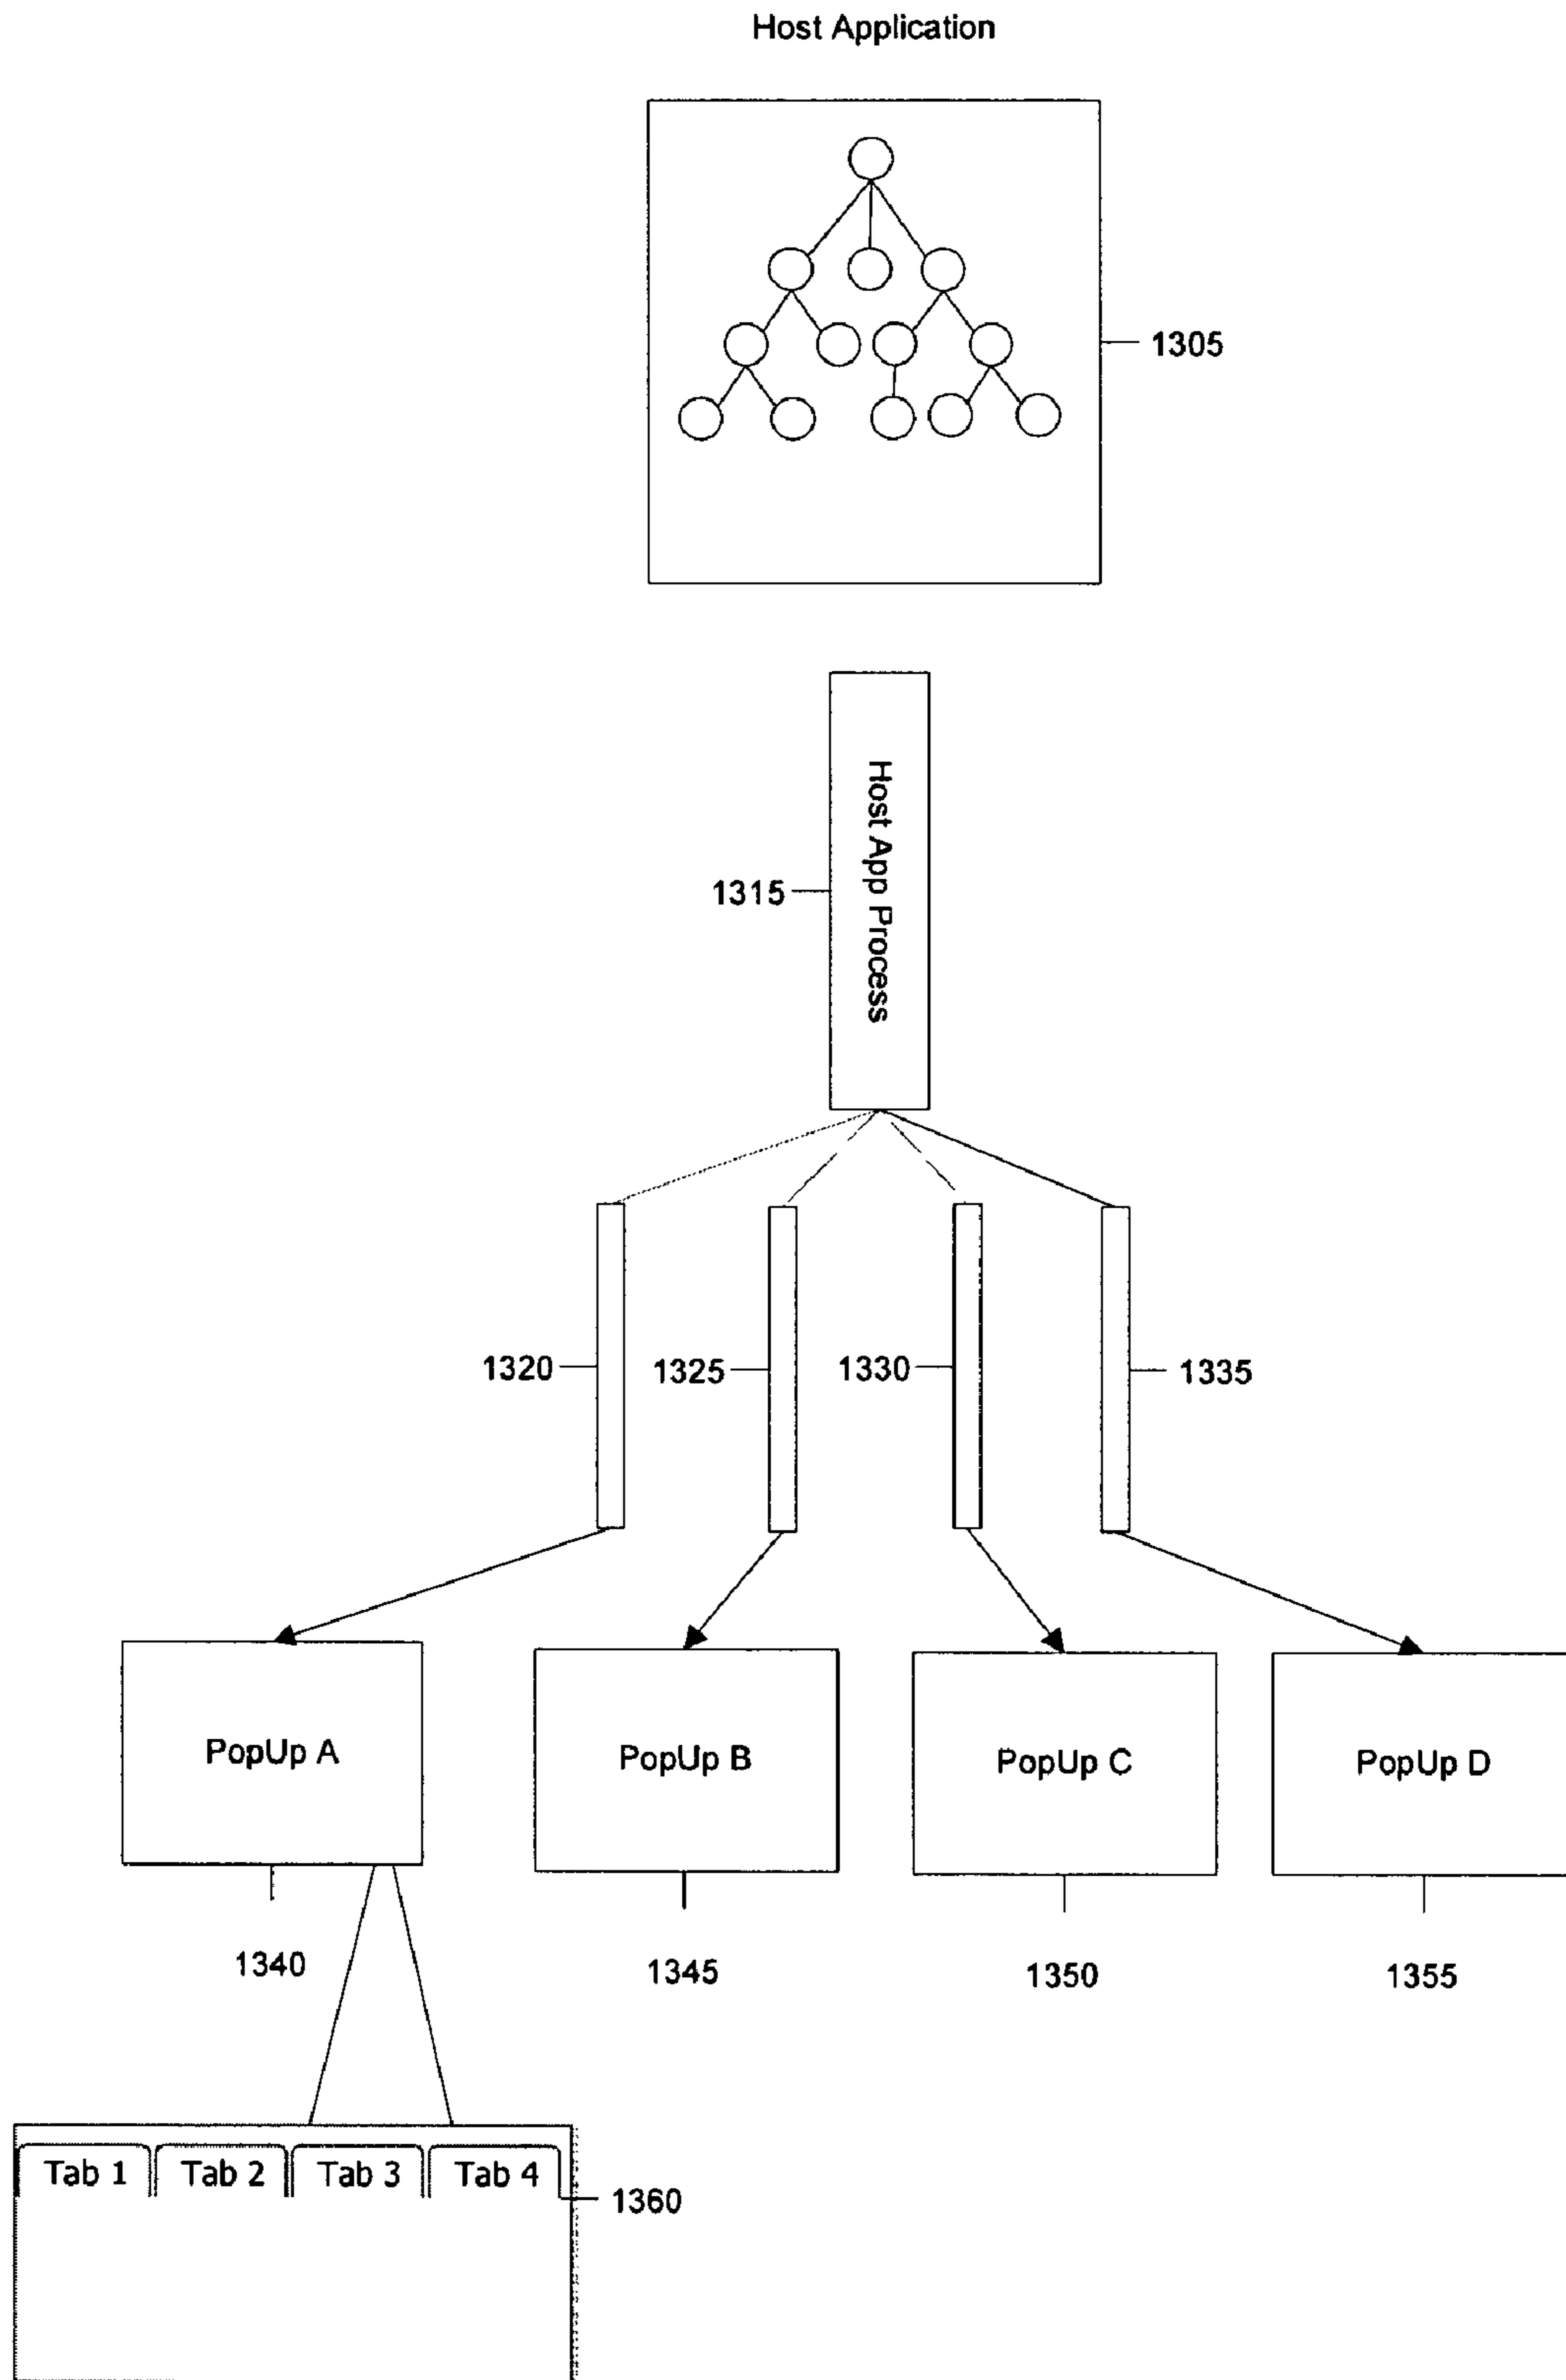 Host Application
1305
Host App Process
1315
1320
1325
1330
1335
PopUp A
PopUp B
PopUp C
PopUp D
1340
1345
1350
1355
Tab 1
Tab 2
Tab 3
Tab 4
1360